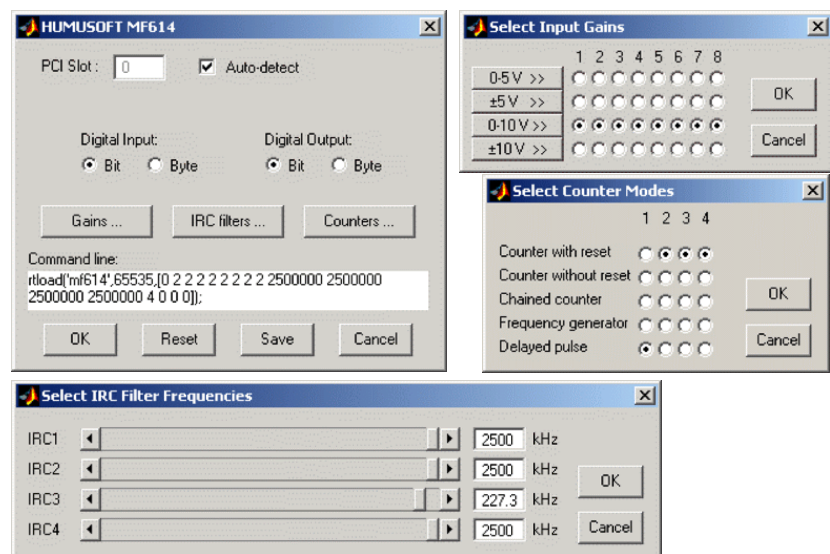 HUMUSOFT MF614
PCI Slot : 0 Auto-detect
Digital Input: Digital Output:
Bit Byte Bit Byte
Gains ... IRC filters ... Counters ...
Command line:
rtload('mf614',65535,[0 2 2 2 2 2 2 2 2 2500000 2500000
2500000 2500000 4 0 0 0]);
OK Reset Save Cancel
Select Input Gains
1 2 3 4 5 6 7 8
0-5 V >>
±5 V >>
0-10 V >>
±10 V >>
OK
Cancel
Select Counter Modes
1 2 3 4
Counter with reset
Counter without reset
Chained counter
Frequency generator
Delayed pulse
OK
Cancel
Select IRC Filter Frequencies
IRC1 2500 kHz
IRC2 2500 kHz
IRC3 227.3 kHz
IRC4 2500 kHz
OK
Cancel